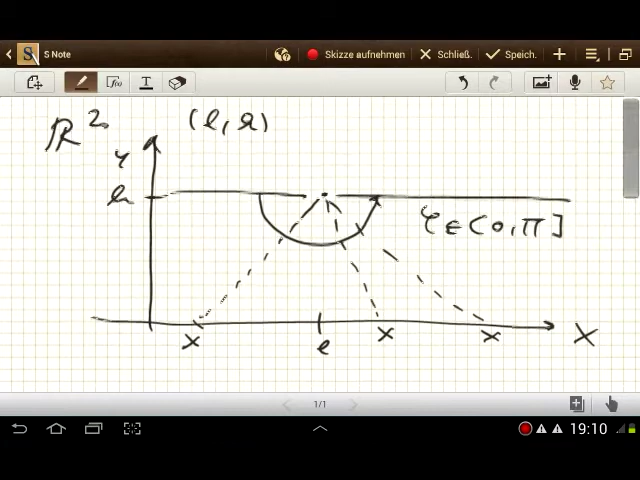 S S Note Skizze aufnehmen Schließ. Speich.
f(x) T
ℝ² (l, h)
y
h
φ ∈ (0, π]
x l x x X
1/1
19:10